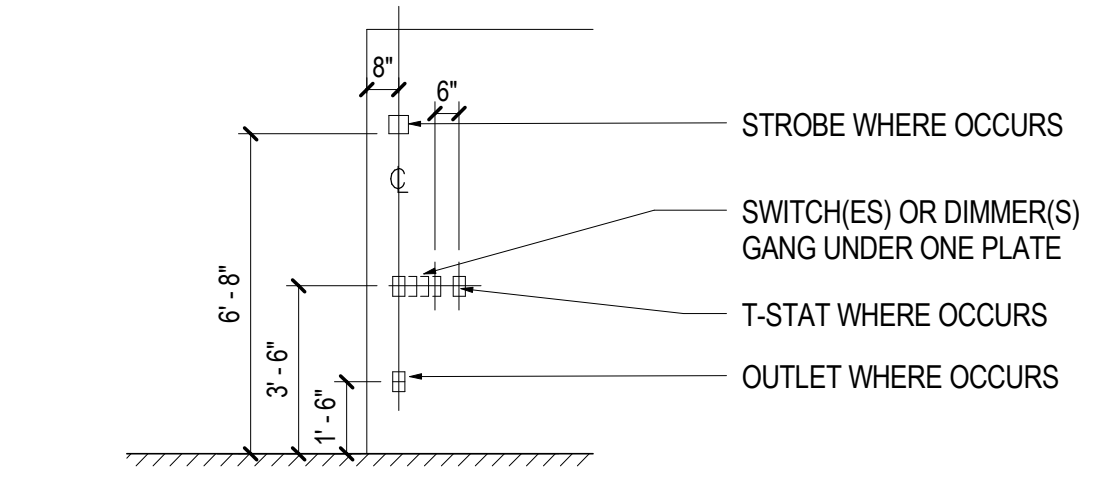 8"
6"
STROBE WHERE OCCURS
℄
SWITCH(ES) OR DIMMER(S)
GANG UNDER ONE PLATE
6' - 8"
3' - 6"
T-STAT WHERE OCCURS
1' - 6"
OUTLET WHERE OCCURS